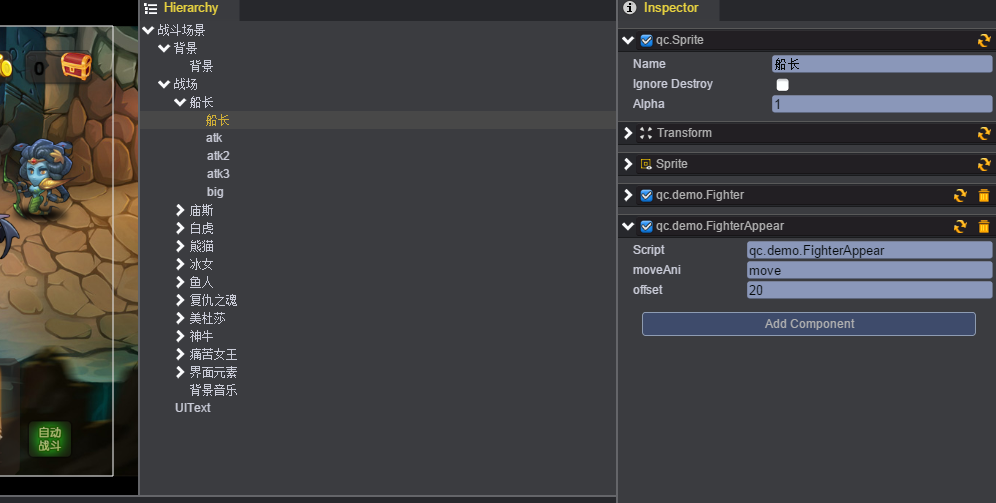 0
自动
战斗
Hierarchy
战斗场景
背景
背景
战场
船长
船长
atk
atk2
atk3
big
庙斯
白虎
熊猫
冰女
鱼人
复仇之魂
美杜莎
神牛
痛苦女王
界面元素
背景音乐
UIText
Inspector
qc.Sprite
Name 船长
Ignore Destroy
Alpha 1
Transform
Sprite
qc.demo.Fighter
qc.demo.FighterAppear
Script qc.demo.FighterAppear
moveAni move
offset 20
Add Component